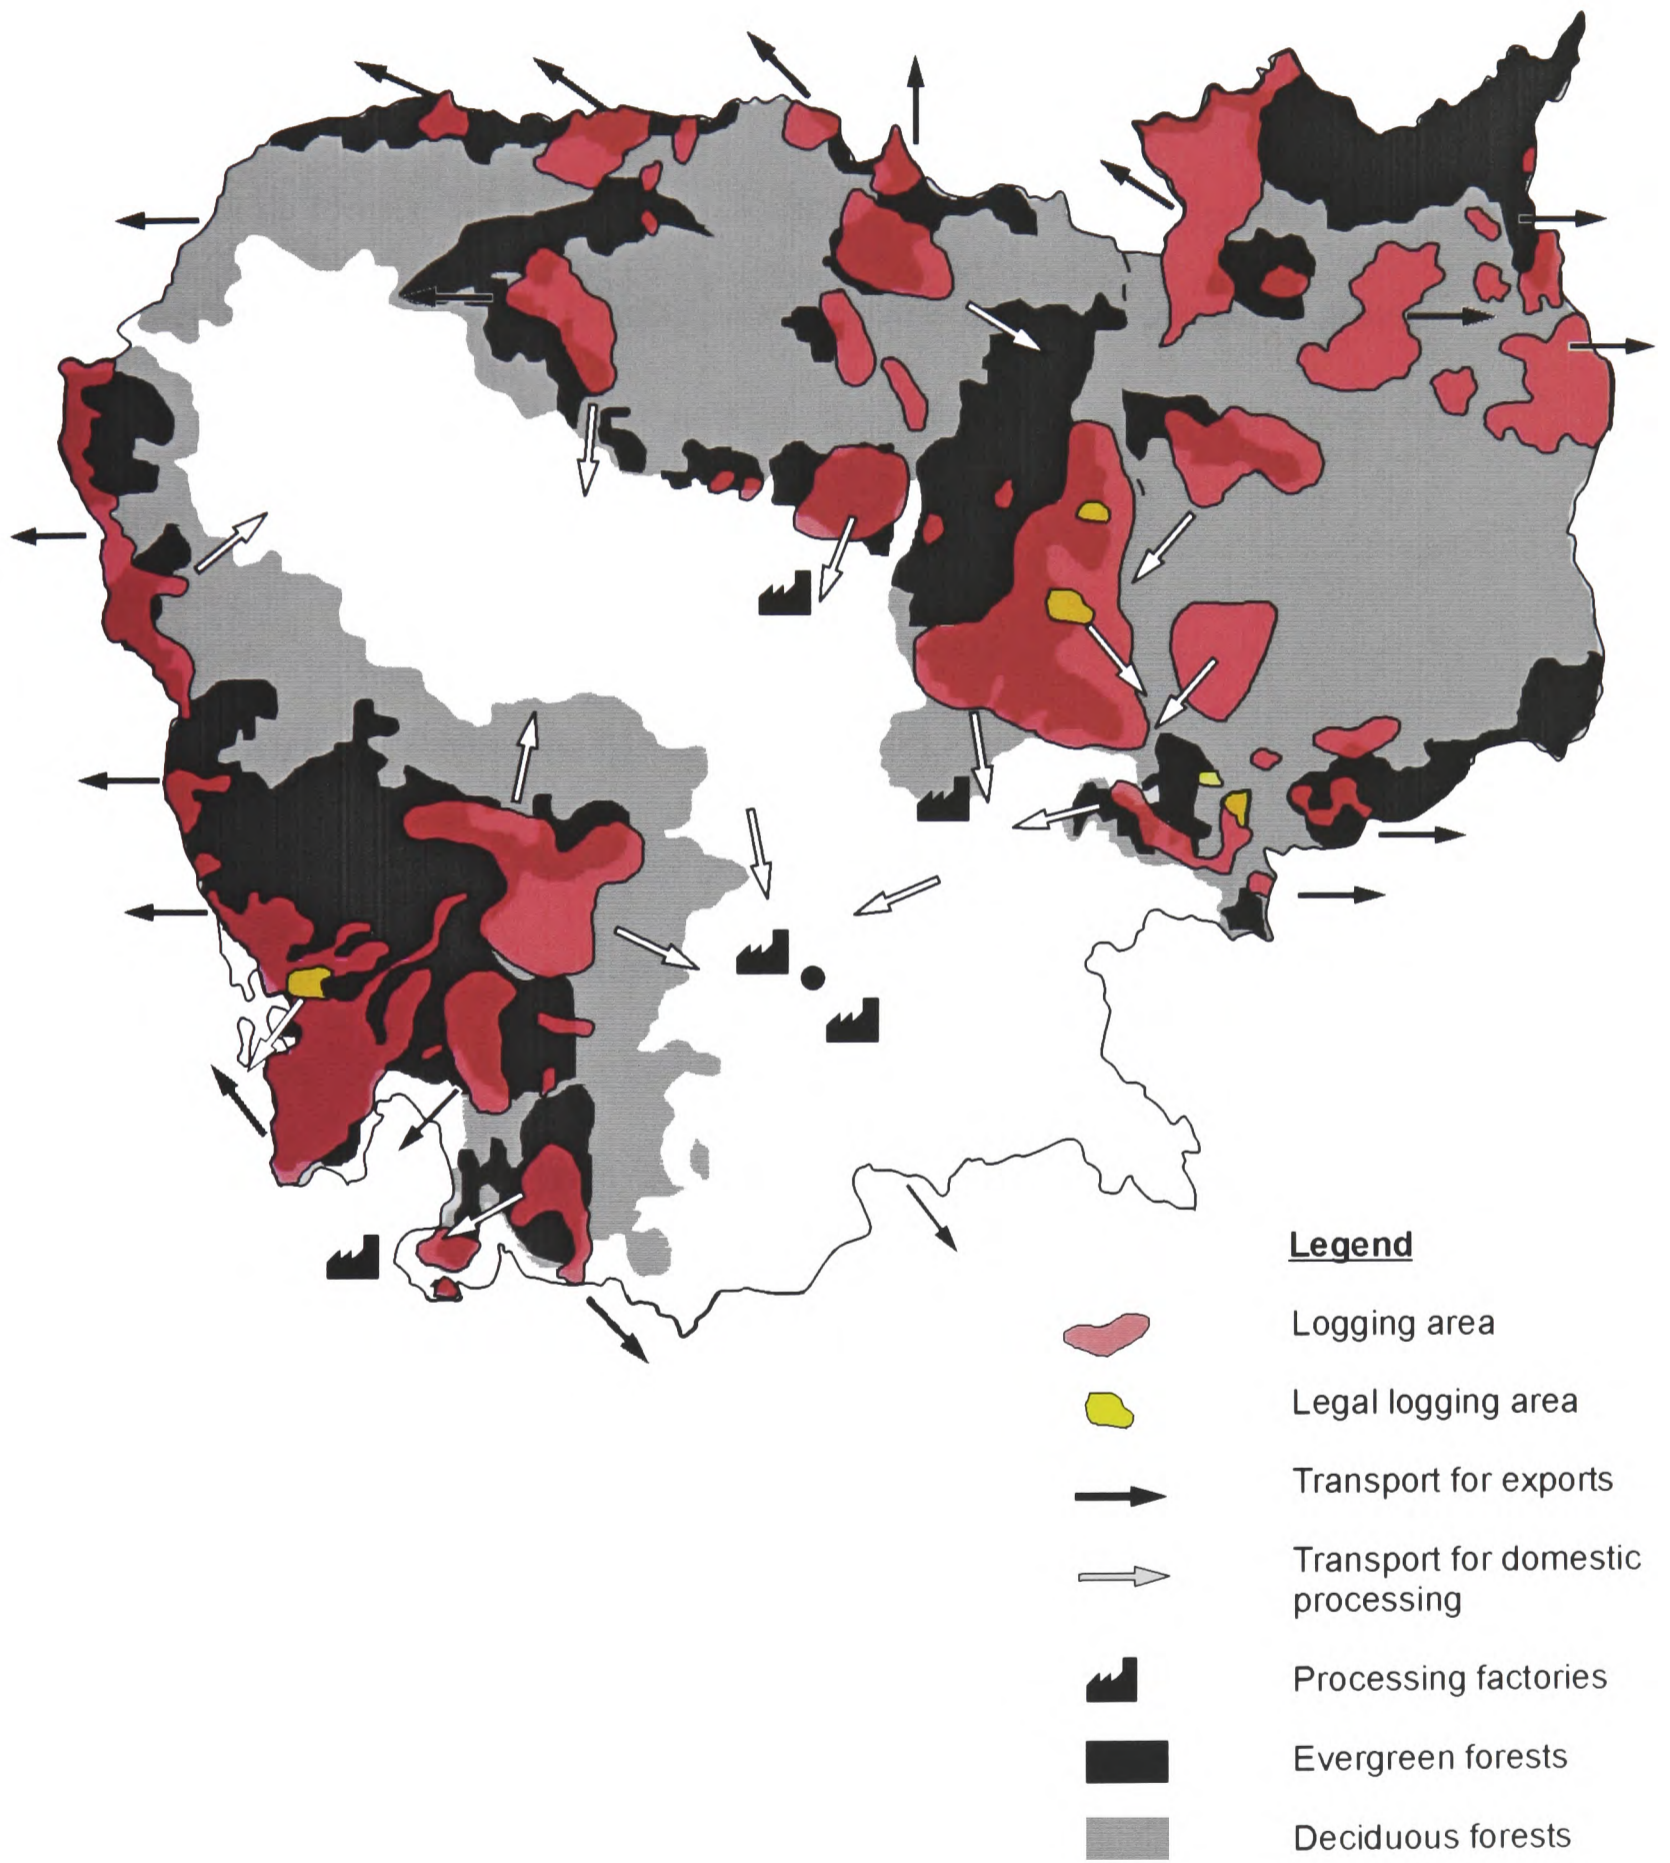 Legend
Logging area
Legal logging area
Transport for exports
Transport for domestic
processing
Processing factories
Evergreen forests
Deciduous forests